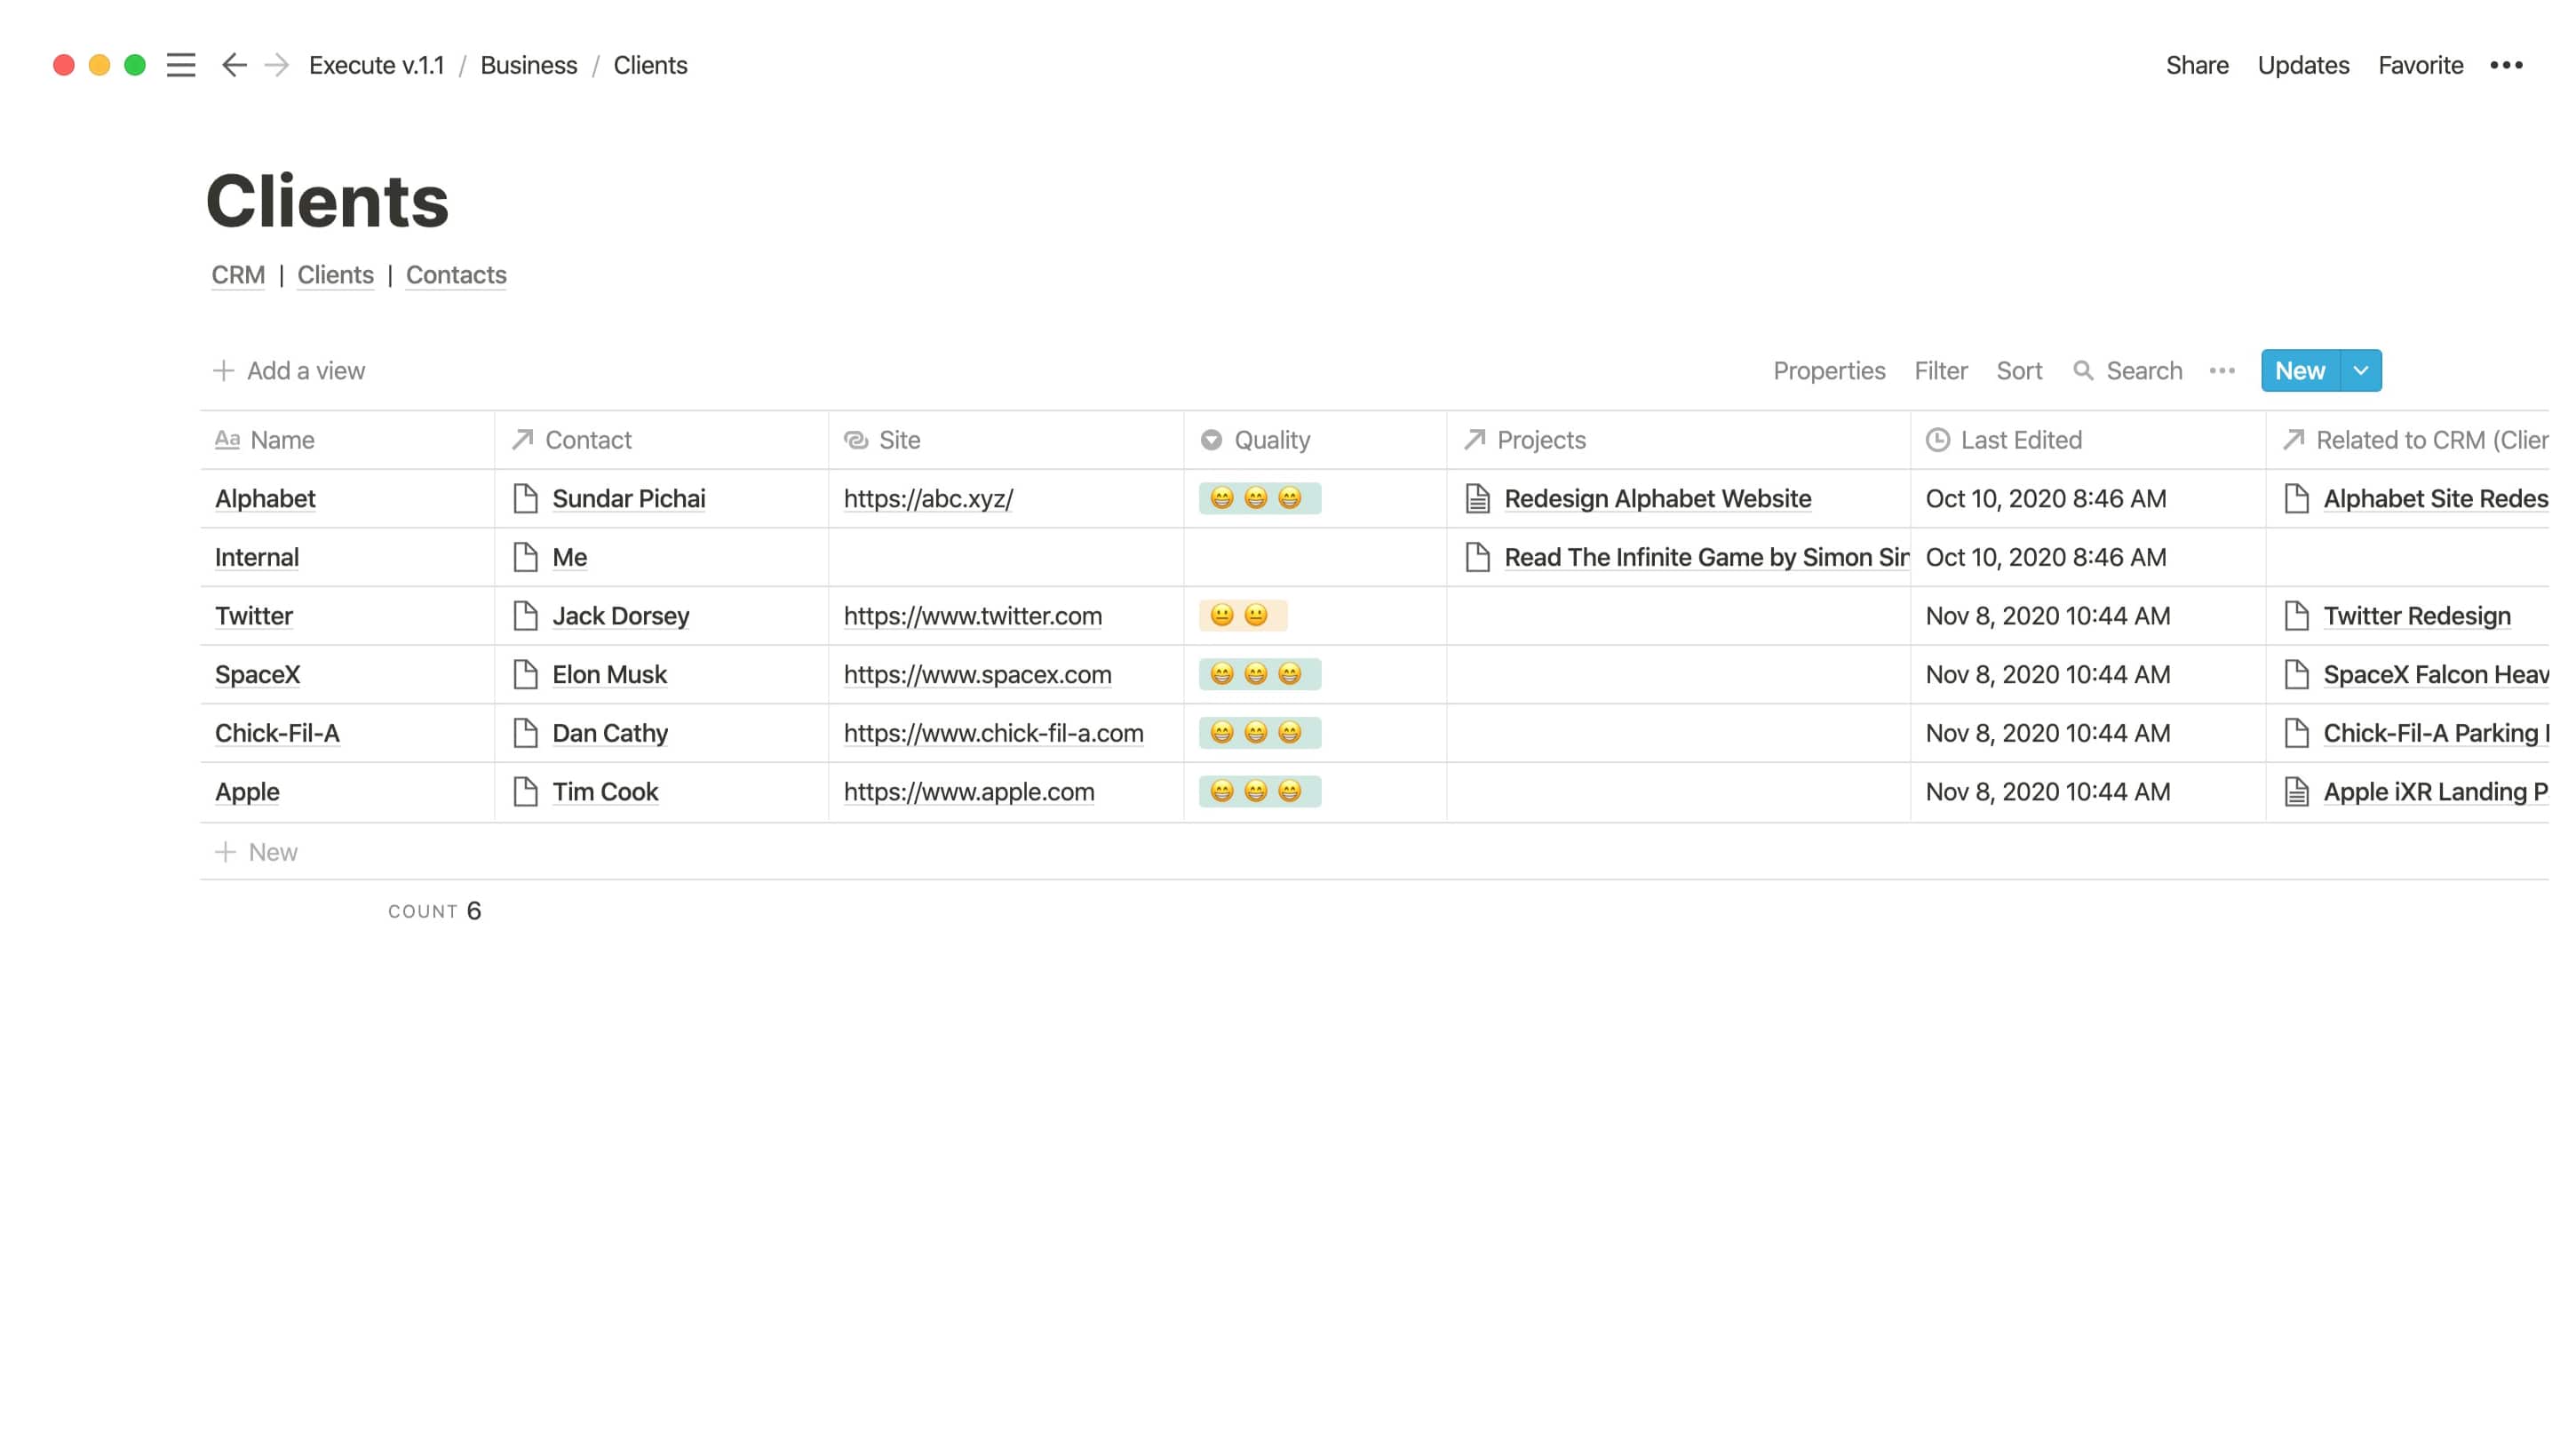 Execute v.1.1 / Business / Clients
Share Updates Favorite
Clients
CRM | Clients | Contacts
Add a view
Properties Filter Sort Search New
Aa Name Contact Site Quality Projects Last Edited Related to CRM
Alphabet Sundar Pichai https://abc.xyz/ Redesign Alphabet Website Oct 10, 2020 8:46 AM Alphabet Site
Internal Me Read The Infinite Game by Simon Oct 10, 2020 8:46 AM
Twitter Jack Dorsey https://www.twitter.com Nov 8, 2020 10:44 AM Twitter Redesign
SpaceX Elon Musk https://www.spacex.com Nov 8, 2020 10:44 AM SpaceX Falcon
Chick-Fil-A Dan Cathy https://www.chick-fil-a.com Nov 8, 2020 10:44 AM Chick-Fil-A Parking
Apple Tim Cook https://www.apple.com Nov 8, 2020 10:44 AM Apple iXR Landing
New
COUNT 6